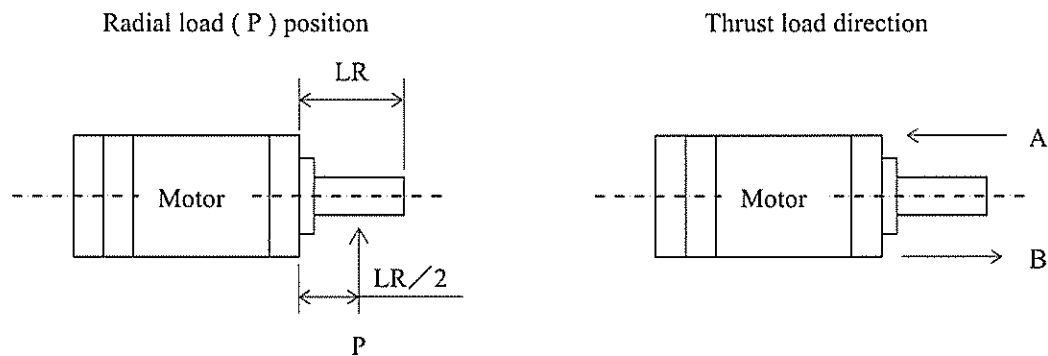 Radial load ( P ) position
Thrust load direction
LR
A
Motor
Motor
LR／2
B
P